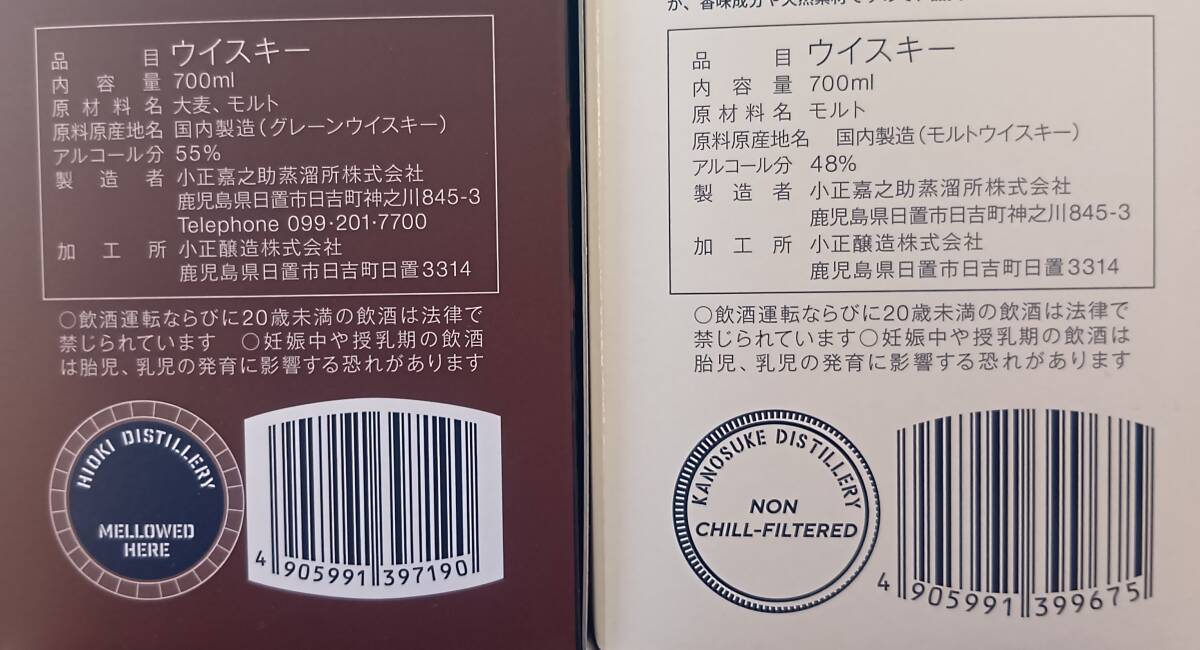 品目 ウイスキー
内容量 700ml
原材料名 大麦、モルト
原料原産地名 国内製造(グレーンウイスキー)
アルコール分 55%
製造者 小正嘉之助蒸溜所株式会社
鹿児島県日置市日吉町神之川845-3
Telephone 099·201·7700
加工所 小正醸造株式会社
鹿児島県日置市日吉町日置3314
○飲酒運転ならびに20歳未満の飲酒は法律で
禁じられています ○妊娠中や授乳期の飲酒
は胎児、乳児の発育に影響する恐れがあります
HIOKI DISTILLERY
MELLOWED
HERE
4 905991 397190
品目 ウイスキー
内容量 700ml
原材料名 モルト
原料原産地名 国内製造(モルトウイスキー)
アルコール分 48%
製造者 小正嘉之助蒸溜所株式会社
鹿児島県日置市日吉町神之川845-3
加工所 小正醸造株式会社
鹿児島県日置市日吉町日置3314
○飲酒運転ならびに20歳未満の飲酒は法律で
禁じられています○妊娠中や授乳期の飲酒
は胎児、乳児の発育に影響する恐れがあります
KANOSUKE DISTILLERY
NON
CHILL-FILTERED
4 905991 399675